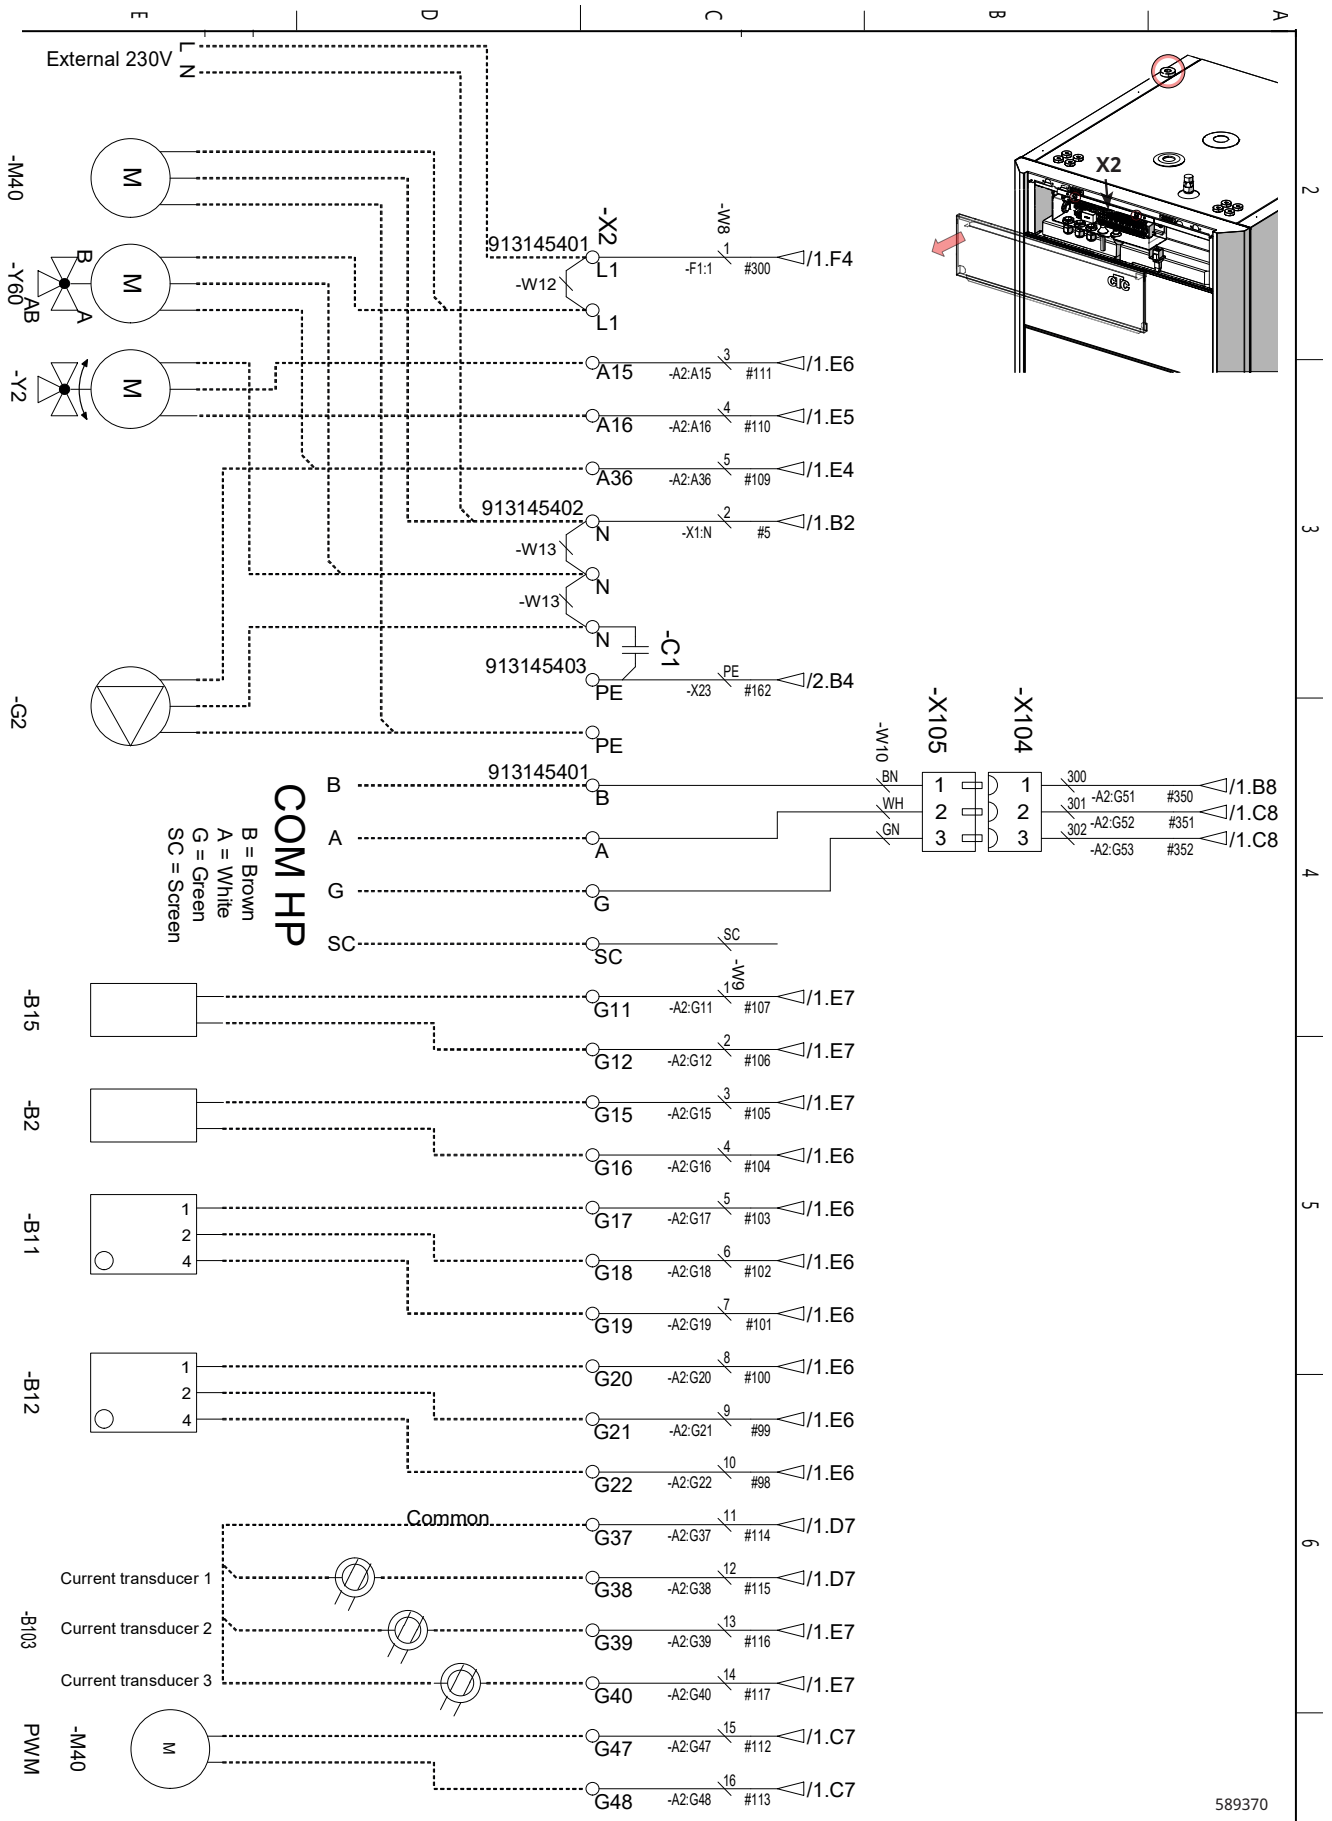 E
D
C
B
A
2
3
4
5
6
External 230V
L
N
-M40
M
-Y60
B
A
AB
M
-Y2
M
-G2
-X2
-W8
913145401
L1
-F1:1
1
#300
/1.F4
-W12
L1
A15
-A2:A15
3
#111
/1.E6
A16
-A2:A16
4
#110
/1.E5
A36
-A2:A36
5
#109
/1.E4
913145402
N
-X1:N
2
#5
/1.B2
-W13
N
-W13
N
-C1
913145403
PE
-X23
PE
#162
/2.B4
PE
X2
CTC
-X105
-X104
-W10
B
913145401
B
BN
1
1
300
-A2:G51
#350
/1.B8
A
A
WH
2
2
301
-A2:G52
#351
/1.C8
G
G
GN
3
3
302
-A2:G53
#352
/1.C8
SC
SC
SC
COM HP
B = Brown
A = White
G = Green
SC = Screen
-W9
-B15
G11
-A2:G11
1
#107
/1.E7
G12
-A2:G12
2
#106
/1.E7
-B2
G15
-A2:G15
3
#105
/1.E7
G16
-A2:G16
4
#104
/1.E6
-B11
1
2
4
G17
-A2:G17
5
#103
/1.E6
G18
-A2:G18
6
#102
/1.E6
G19
-A2:G19
7
#101
/1.E6
-B12
1
2
4
G20
-A2:G20
8
#100
/1.E6
G21
-A2:G21
9
#99
/1.E6
G22
-A2:G22
10
#98
/1.E6
Common
G37
-A2:G37
11
#114
/1.D7
-B103
Current transducer 1
G38
-A2:G38
12
#115
/1.D7
Current transducer 2
G39
-A2:G39
13
#116
/1.E7
Current transducer 3
G40
-A2:G40
14
#117
/1.E7
-M40
PWM
M
G47
-A2:G47
15
#112
/1.C7
G48
-A2:G48
16
#113
/1.C7
589370